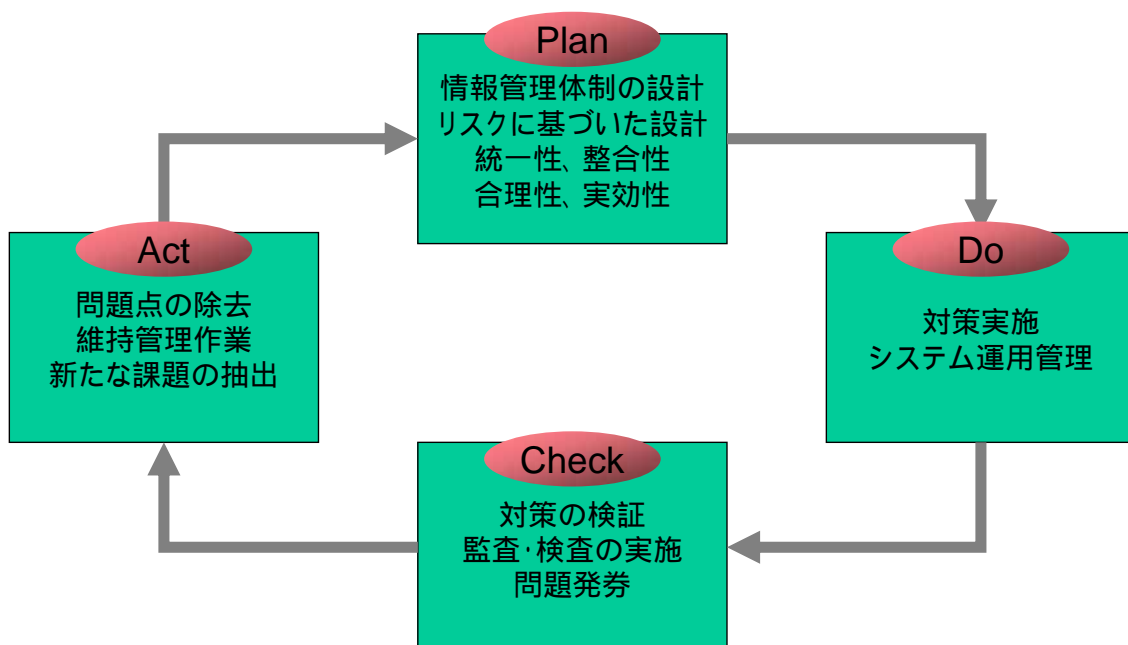 Plan
情報管理体制の設計
リスクに基づいた設計
統一性、整合性
合理性、実効性
Do
対策実施
システム運用管理
Check
対策の検証
監査・検査の実施
問題発券
Act
問題点の除去
維持管理作業
新たな課題の抽出